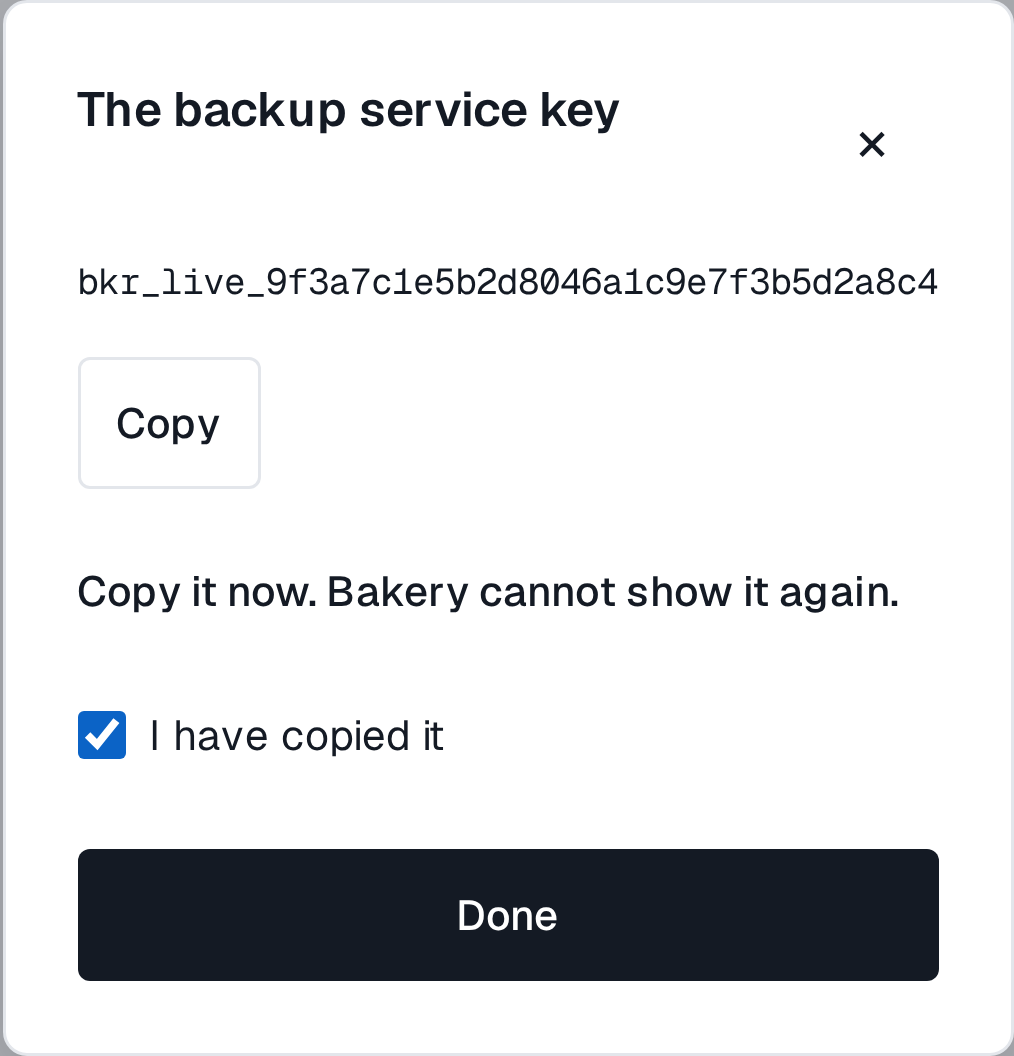 The backup service key
bkr_live_9f3a7c1e5b2d8046a1c9e7f3b5d2a8c4
Copy
Copy it now. Bakery cannot show it again.
I have copied it
Done